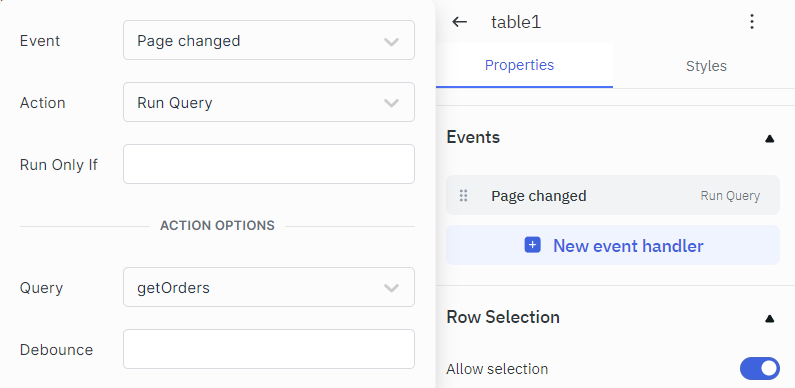 Event
Page changed
Action
Run Query
Run Only If
ACTION OPTIONS
Query
getOrders
Debounce
table1
Properties
Styles
Events
Page changed
Run Query
New event handler
Row Selection
Allow selection